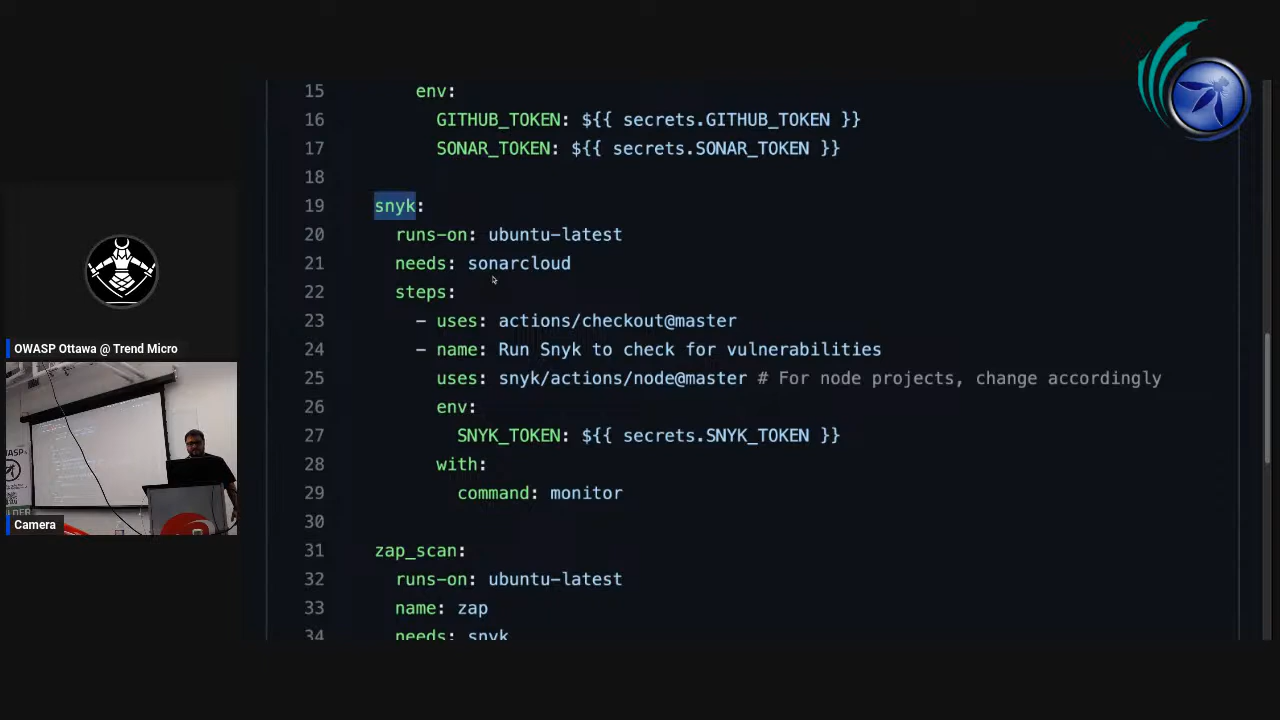 15 env:
16 GITHUB_TOKEN: ${{ secrets.GITHUB_TOKEN }}
17 SONAR_TOKEN: ${{ secrets.SONAR_TOKEN }}
18
19 snyk:
20 runs-on: ubuntu-latest
21 needs: sonarcloud
22 steps:
23 - uses: actions/checkout@master
24 - name: Run Snyk to check for vulnerabilities
25 uses: snyk/actions/node@master # For node projects, change accordingly
26 env:
27 SNYK_TOKEN: ${{ secrets.SNYK_TOKEN }}
28 with:
29 command: monitor
30
31 zap_scan:
32 runs-on: ubuntu-latest
33 name: zap
34 needs: snyk
OWASP Ottawa @ Trend Micro
Camera